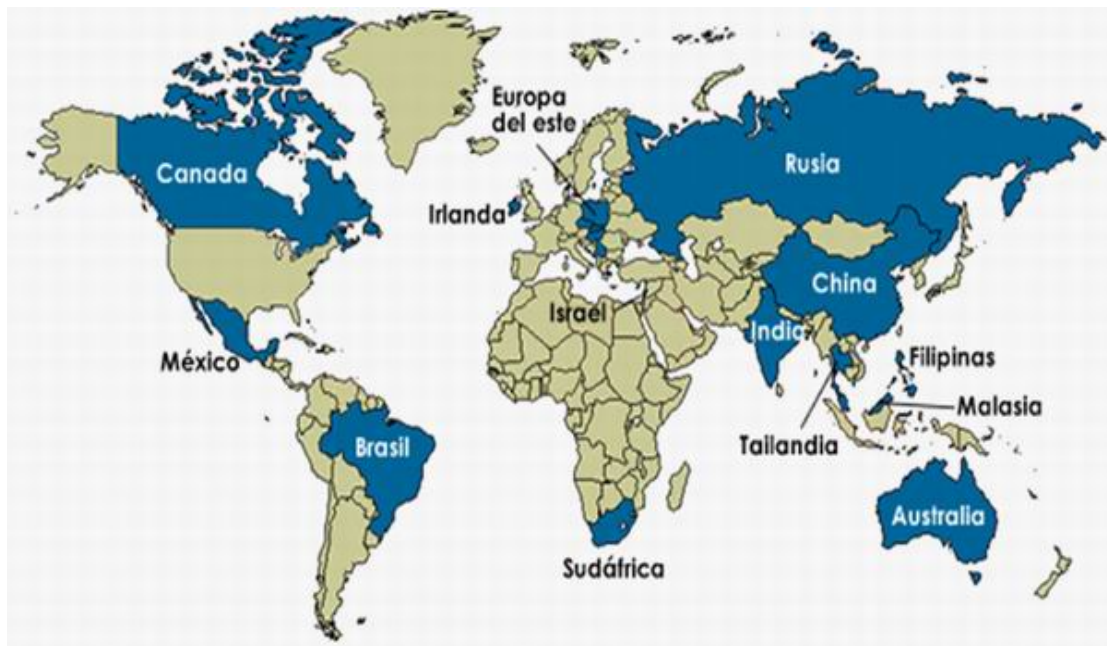 Europa
del este
Canada
Rusia
Irlanda
China
Israel
India
México
Filipinas
Malasia
Brasil
Tailandia
Australia
Sudáfrica